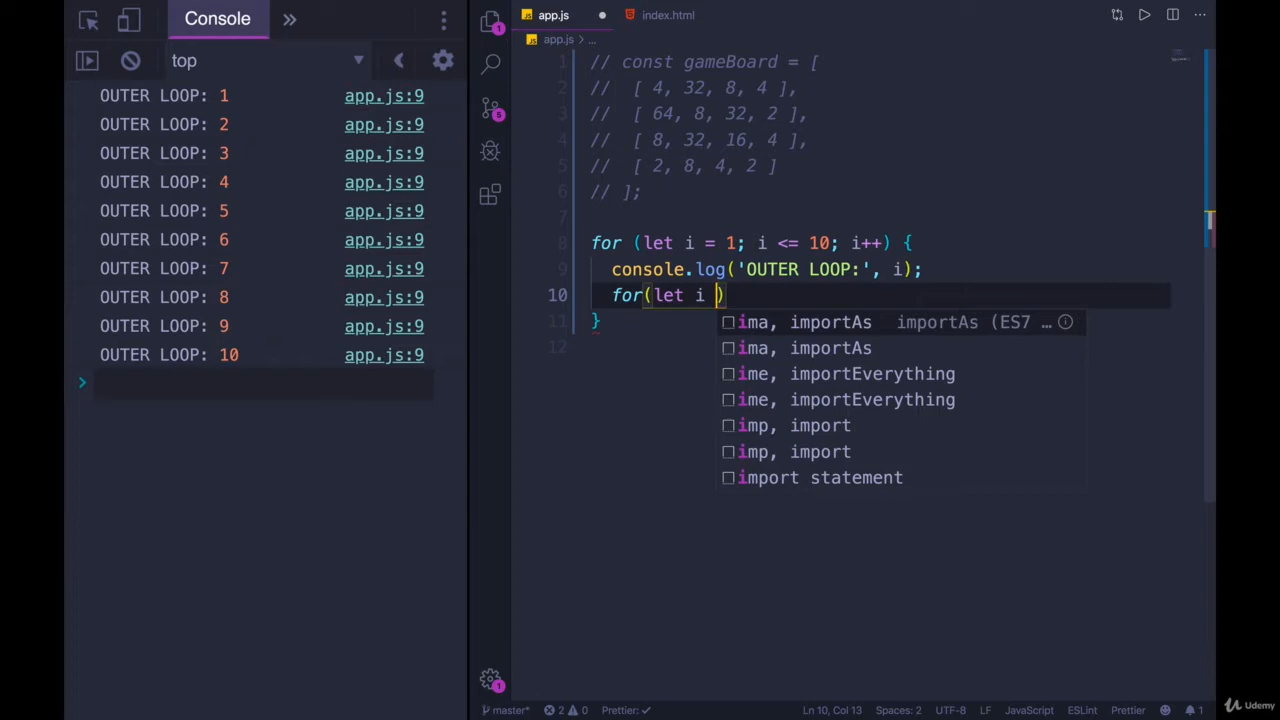 Console
top
OUTER LOOP: 1 app.js:9
OUTER LOOP: 2 app.js:9
OUTER LOOP: 3 app.js:9
OUTER LOOP: 4 app.js:9
OUTER LOOP: 5 app.js:9
OUTER LOOP: 6 app.js:9
OUTER LOOP: 7 app.js:9
OUTER LOOP: 8 app.js:9
OUTER LOOP: 9 app.js:9
OUTER LOOP: 10 app.js:9
1
6
1
JS app.js
index.html
JS app.js > ...
1 // const gameBoard = [
2 //   [ 4, 32, 8, 4 ],
3 //   [ 64, 8, 32, 2 ],
4 //   [ 8, 32, 16, 4 ],
5 //   [ 2, 8, 4, 2 ]
6 // ];
7
8 for (let i = 1; i <= 10; i++) {
9   console.log('OUTER LOOP:', i);
10   for(let i )
11 }
12
ima, importAs importAs (ES7 …
ima, importAs
ime, importEverything
ime, importEverything
imp, import
imp, import
import statement
master* 2 0 Prettier: ✓ Ln 10, Col 13 Spaces: 2 UTF-8 LF JavaScript ESLint Prettier 1
Udemy